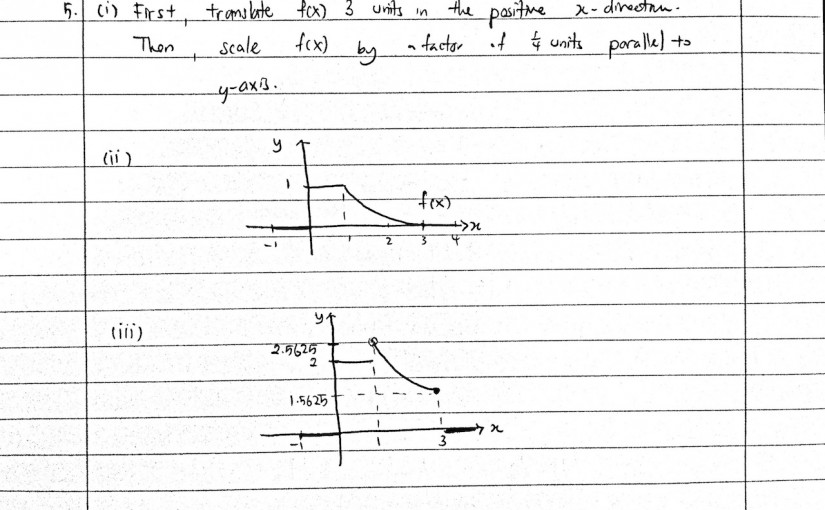 5. (i) First, translate f(x) 3 units in the positive x-direction.
Then, scale f(x) by a factor of 1/4 units parallel to
y-axis.
(ii)
y
1
f(x)
-1 1 2 3 4 x
(iii)
y
2.5625
2
1.5625
-1 1 3 x